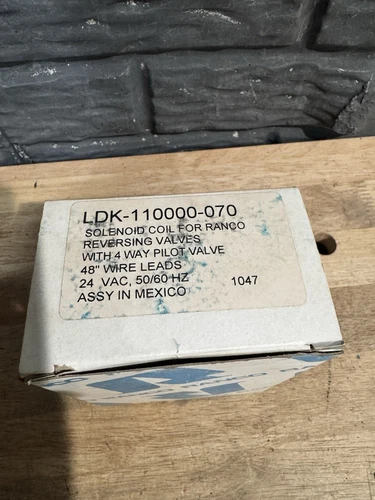 LDK-110000-070
SOLENOID COIL FOR RANCO
REVERSING VALVES
WITH 4 WAY PILOT VALVE
48" WIRE LEADS
24 VAC, 50/60 HZ 1047
ASSY IN MEXICO